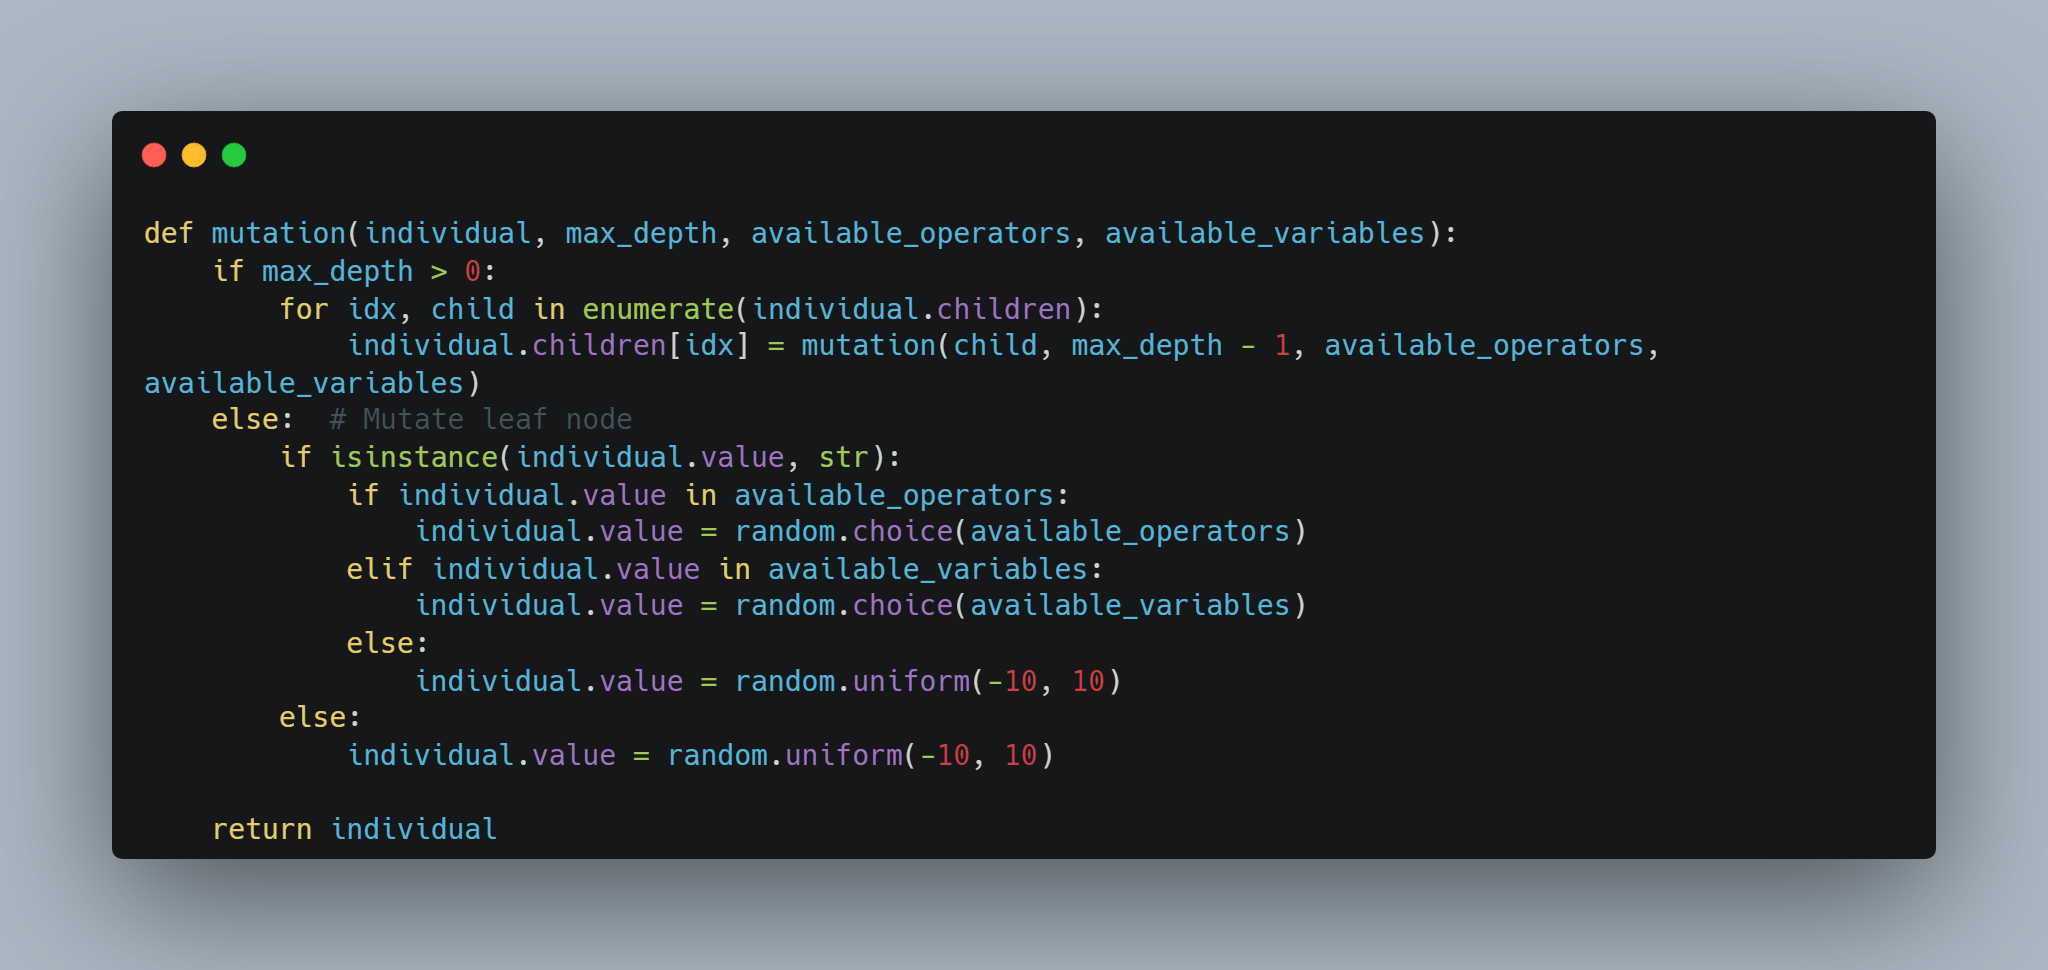 def mutation(individual, max_depth, available_operators, available_variables):
    if max_depth > 0:
        for idx, child in enumerate(individual.children):
            individual.children[idx] = mutation(child, max_depth - 1, available_operators,
available_variables)
    else:  # Mutate leaf node
        if isinstance(individual.value, str):
            if individual.value in available_operators:
                individual.value = random.choice(available_operators)
            elif individual.value in available_variables:
                individual.value = random.choice(available_variables)
            else:
                individual.value = random.uniform(-10, 10)
        else:
            individual.value = random.uniform(-10, 10)

    return individual